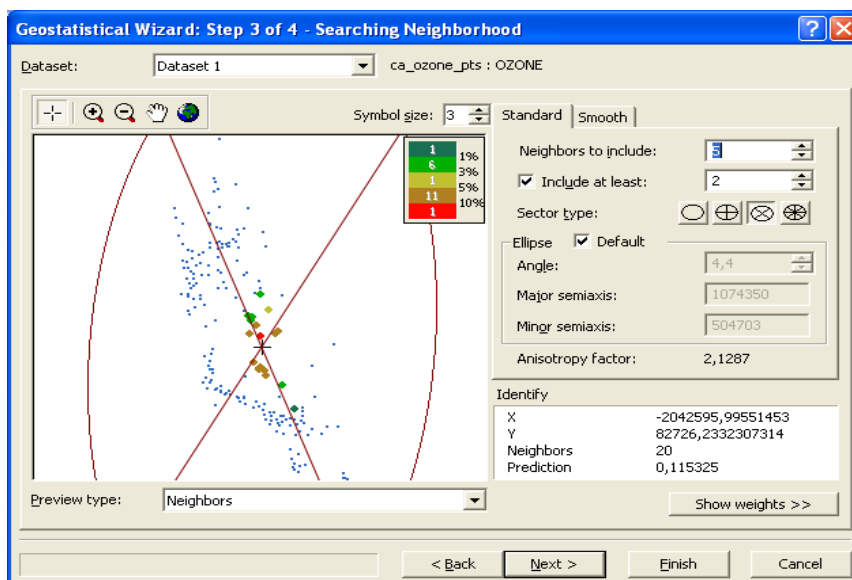 Geostatistical Wizard: Step 3 of 4 - Searching Neighborhood
Dataset: Dataset 1 ca_ozone_pts : OZONE
Symbol size: 3
1
6
1
11
1
1%
3%
5%
10%
Standard Smooth
Neighbors to include: 5
Include at least: 2
Sector type:
Ellipse Default
Angle: 4,4
Major semiaxis: 1074350
Minor semiaxis: 504703
Anisotropy factor: 2,1287
Identify
X -2042595,99551453
Y 82726,2332307314
Neighbors 20
Prediction 0,115325
Preview type: Neighbors
Show weights >>
< Back Next > Finish Cancel